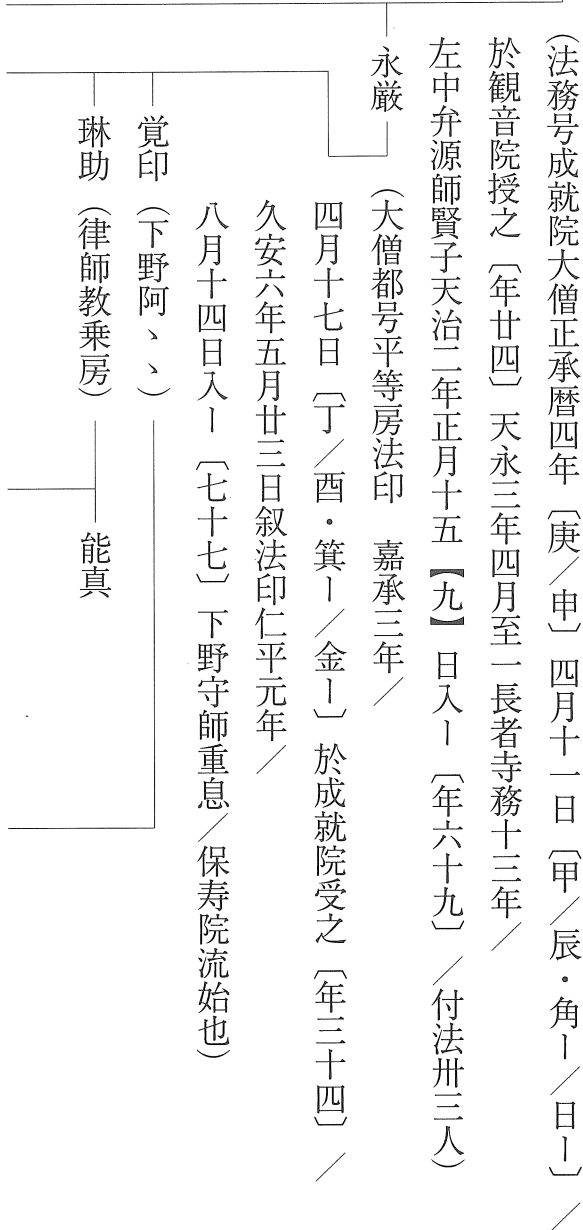 （法務号成就院大僧正承暦四年〔庚／申〕四月十一日〔甲／辰・角ー／日ー〕／
於観音院授之〔年廿四〕天永三年四月至一長者寺務十三年／
左中弁源師賢子天治二年正月十五【（九）】日入ー〔年六十九〕／付法卅三人）
永厳
（大僧都号平等房法印　嘉承三年／
四月十七日〔丁／酉・箕ー／金ー〕於成就院受之〔年三十四〕／
久安六年五月廿三日叙法印仁平元年／
八月十四日入ー〔七十七〕下野守師重息／保寿院流始也）
覚印（下野阿ヽヽ）
琳助（律師教乗房）
能真